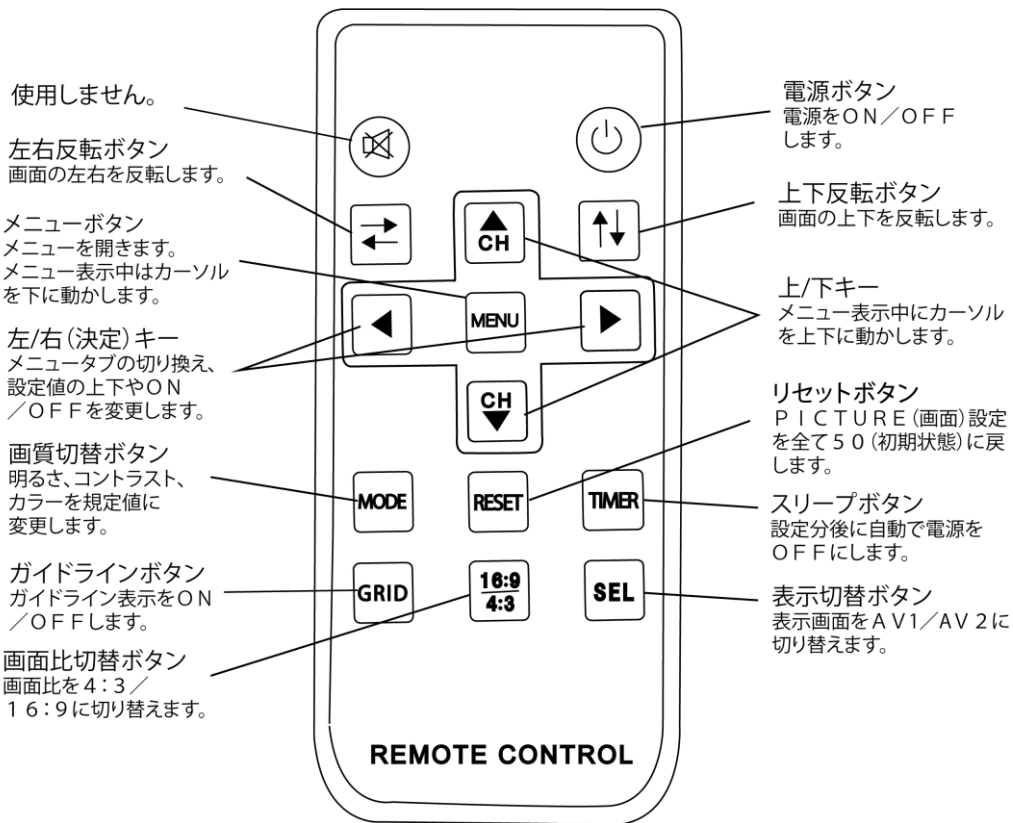 使用しません。
左右反転ボタン
画面の左右を反転します。
メニューボタン
メニューを開きます。
メニュー表示中はカーソル
を下に動かします。
左/右(決定)キー
メニュータブの切り換え、
設定値の上下やＯＮ
／ＯＦＦを変更します。
画質切替ボタン
明るさ、コントラスト、
カラーを規定値に
変更します。
ガイドラインボタン
ガイドライン表示をＯＮ
／ＯＦＦします。
画面比切替ボタン
画面比を４：３／
１６：９に切り替えます。
CH
MENU
CH
MODE
RESET
TIMER
GRID
16:9
4:3
SEL
REMOTE CONTROL
電源ボタン
電源をＯＮ／ＯＦＦ
します。
上下反転ボタン
画面の上下を反転します。
上/下キー
メニュー表示中にカーソル
を上下に動かします。
リセットボタン
ＰＩＣＴＵＲＥ(画面)設定
を全て５０(初期状態)に戻
します。
スリープボタン
設定分後に自動で電源を
ＯＦＦにします。
表示切替ボタン
表示画面をＡＶ1／ＡＶ２に
切り替えます。